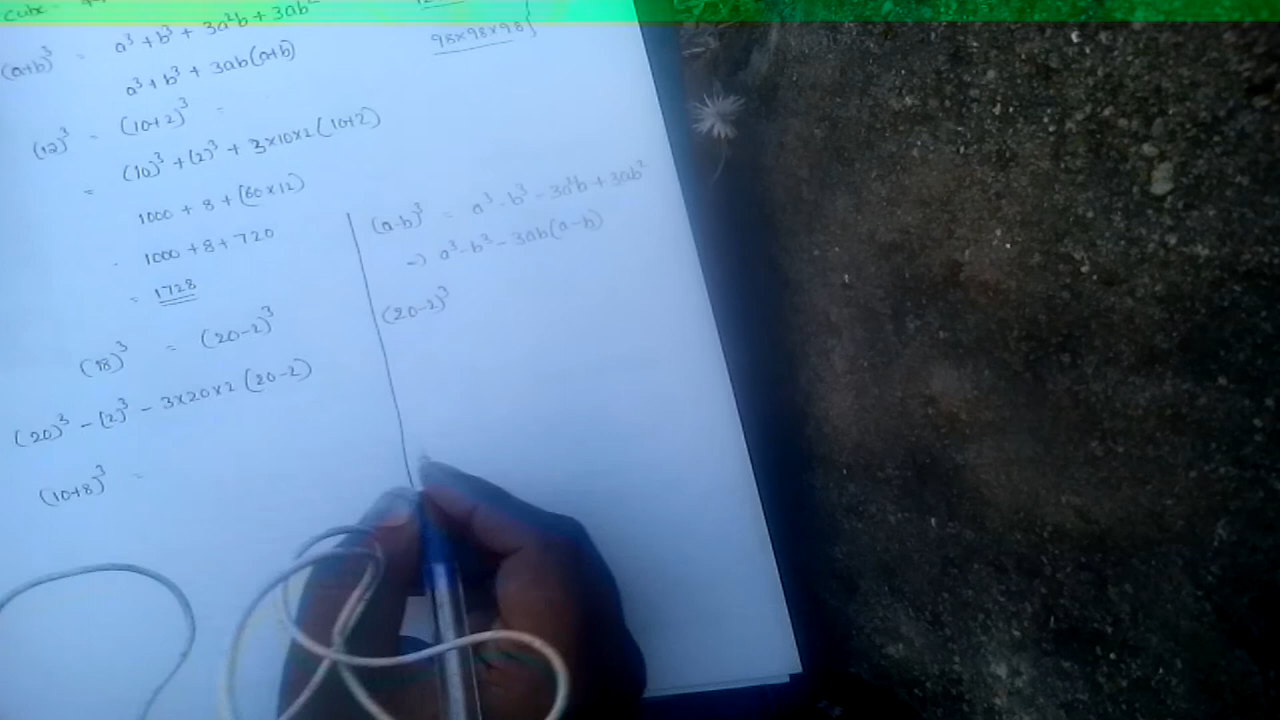 Cube
(a+b)³ = a³ + b³ + 3a²b + 3ab²
a³ + b³ + 3ab(a+b)
98×98×98
(12)³ = (10+2)³
= (10)³ + (2)³ + 3×10×2 (10+2)
1000 + 8 + (60×12)
1000 + 8 + 720
= 1728
(18)³ = (20-2)³
(20)³ - (2)³ - 3×20×2 (20-2)
(10+8)³ =
(a-b)³ = a³ - b³ - 3a²b + 3ab²
=) a³ - b³ - 3ab(a-b)
(20-2)³